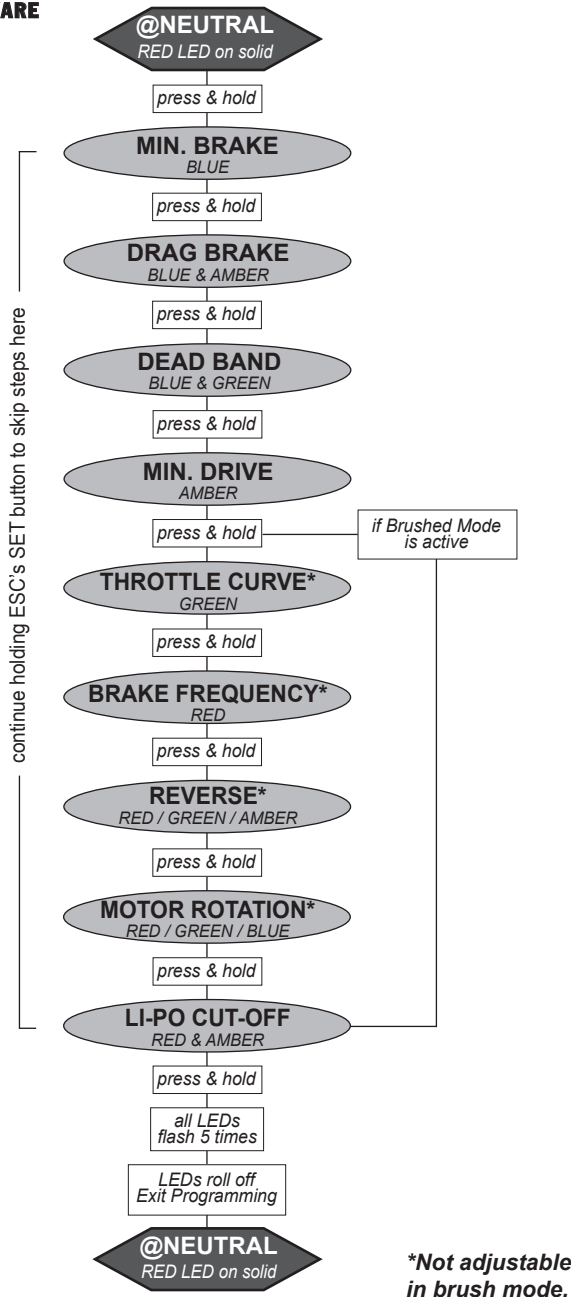 ARE
@NEUTRAL
RED LED on solid
press & hold
MIN. BRAKE
BLUE
press & hold
DRAG BRAKE
BLUE & AMBER
press & hold
DEAD BAND
BLUE & GREEN
press & hold
MIN. DRIVE
AMBER
press & hold
if Brushed Mode
is active
THROTTLE CURVE*
GREEN
press & hold
BRAKE FREQUENCY*
RED
press & hold
REVERSE*
RED / GREEN / AMBER
press & hold
MOTOR ROTATION*
RED / GREEN / BLUE
press & hold
LI-PO CUT-OFF
RED & AMBER
press & hold
all LEDs
flash 5 times
LEDs roll off
Exit Programming
@NEUTRAL
RED LED on solid
continue holding ESC's SET button to skip steps here
*Not adjustable
in brush mode.